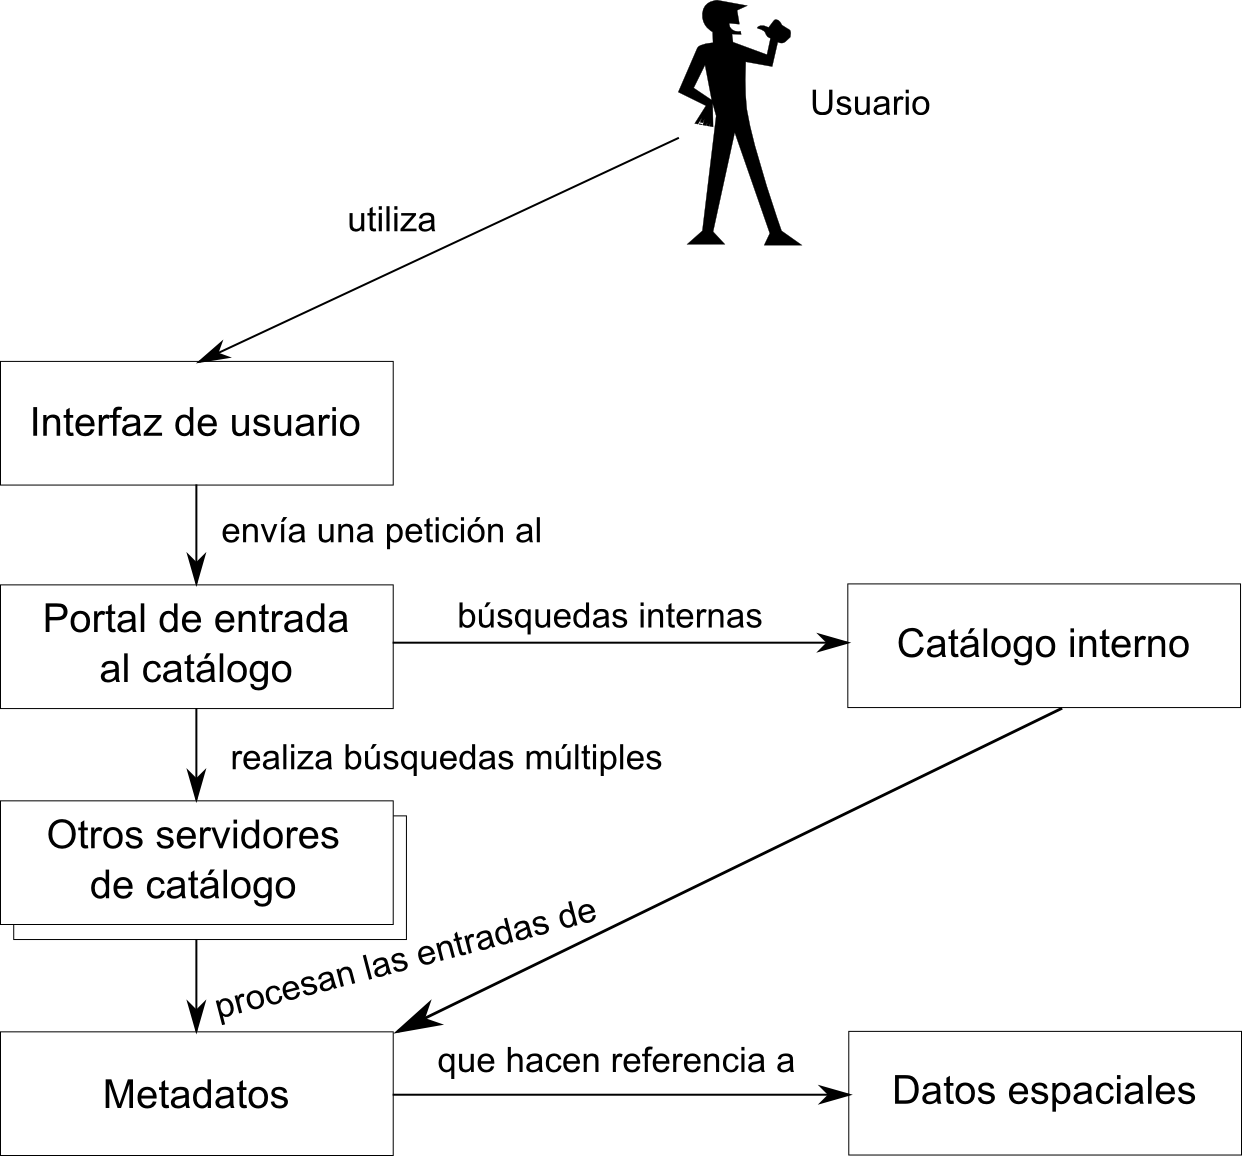 Usuario
utiliza
Interfaz de usuario
envía una petición al
Portal de entrada
al catálogo
búsquedas internas
Catálogo interno
realiza búsquedas múltiples
Otros servidores
de catálogo
procesan las entradas de
Metadatos
que hacen referencia a
Datos espaciales